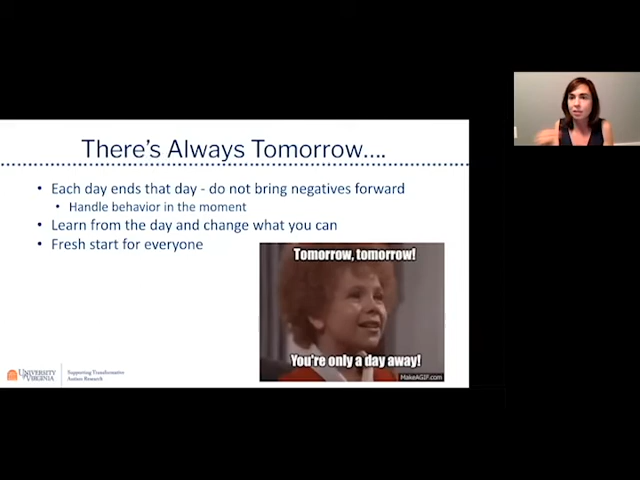 There's Always Tomorrow....
• Each day ends that day - do not bring negatives forward
• Handle behavior in the moment
• Learn from the day and change what you can
• Fresh start for everyone
Tomorrow, tomorrow!
You're only a day away!
MakeAGIF.com
UNIVERSITY
of VIRGINIA
Supporting Transformative
Autism Research